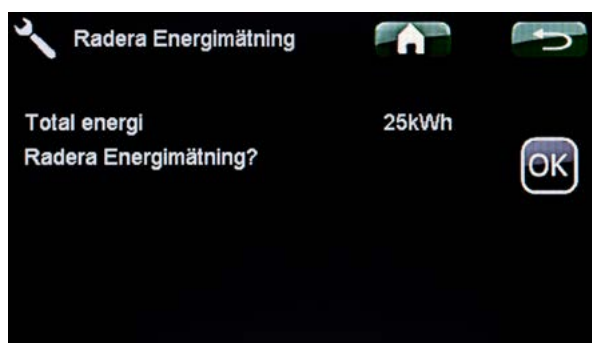 Radera Energimätning
Total energi 25kWh
Radera Energimätning?
OK